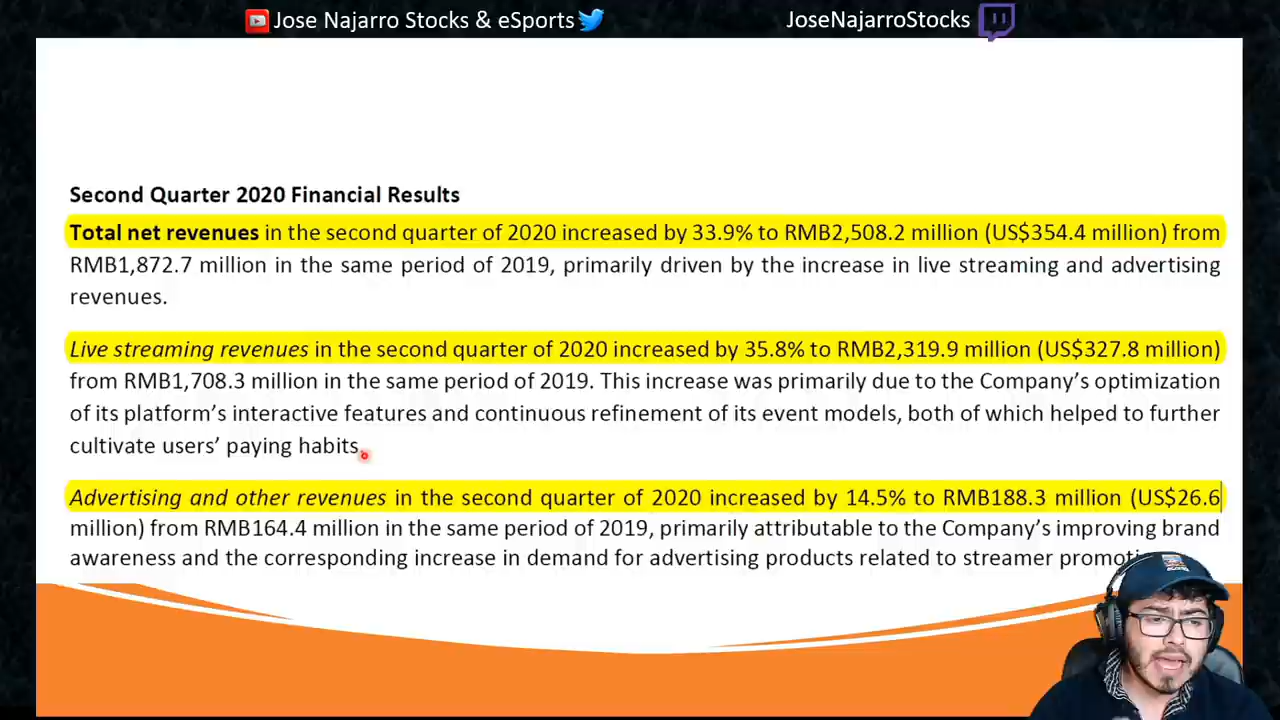 Jose Najarro Stocks & eSports
JoseNajarroStocks
Second Quarter 2020 Financial Results
Total net revenues in the second quarter of 2020 increased by 33.9% to RMB2,508.2 million (US$354.4 million) from
RMB1,872.7 million in the same period of 2019, primarily driven by the increase in live streaming and advertising
revenues.
Live streaming revenues in the second quarter of 2020 increased by 35.8% to RMB2,319.9 million (US$327.8 million)
from RMB1,708.3 million in the same period of 2019. This increase was primarily due to the Company's optimization
of its platform's interactive features and continuous refinement of its event models, both of which helped to further
cultivate users' paying habits.
Advertising and other revenues in the second quarter of 2020 increased by 14.5% to RMB188.3 million (US$26.6
million) from RMB164.4 million in the same period of 2019, primarily attributable to the Company's improving brand
awareness and the corresponding increase in demand for advertising products related to streamer